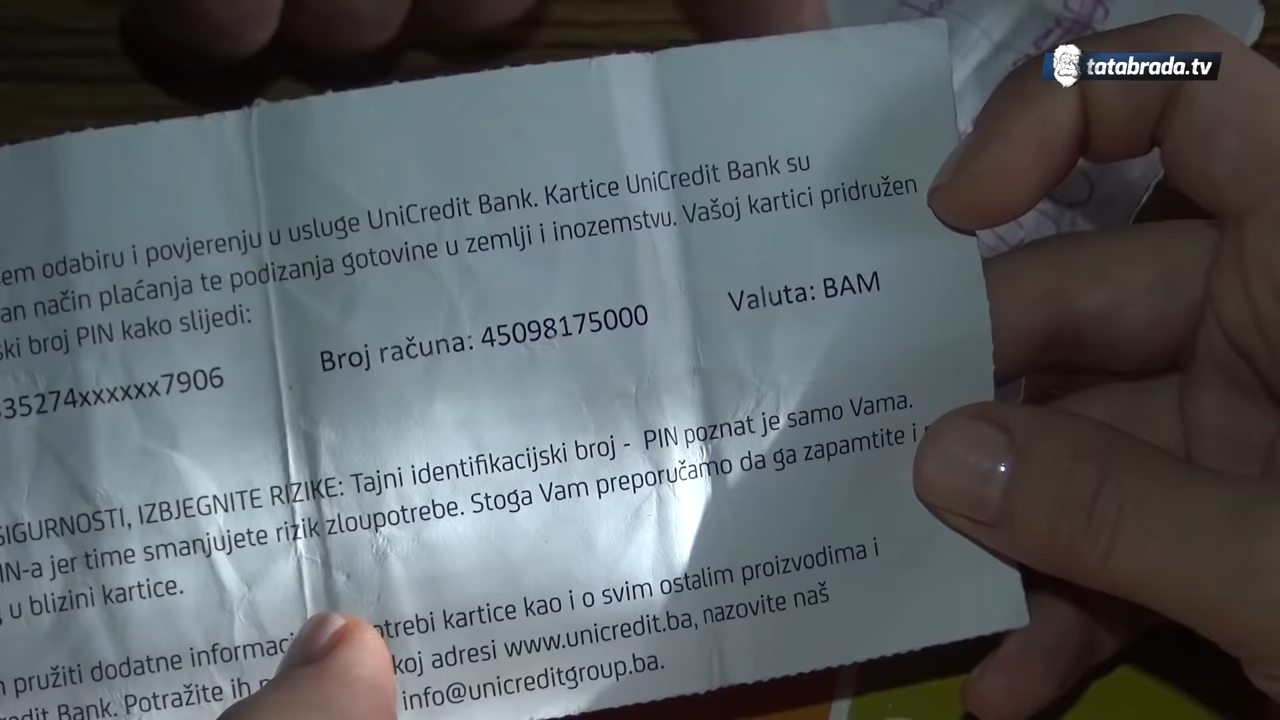 tatabrada.tv
em odabiru i povjerenju u usluge UniCredit Bank. Kartice UniCredit Bank su
an način plaćanja te podizanja gotovine u zemlji i inozemstvu. Vašoj kartici pridružen
ski broj PIN kako slijedi:
35274xxxxxx7906 Broj računa: 45098175000 Valuta: BAM
SIGURNOSTI, IZBJEGNITE RIZIKE: Tajni identifikacijski broj - PIN poznat je samo Vama.
IN-a jer time smanjujete rizik zloupotrebe. Stoga Vam preporučamo da ga zapamtite i
u blizini kartice.
pružiti dodatne informaci otrebi kartice kao i o svim ostalim proizvodima i
edit Bank. Potražite ih koj adresi www.unicredit.ba, nazovite naš
info@unicreditgroup.ba.